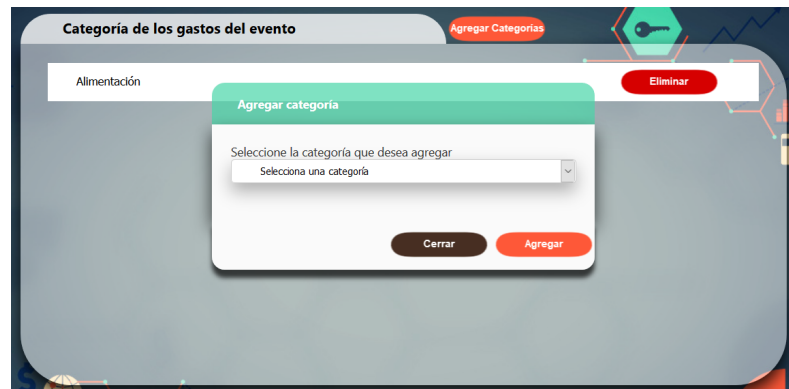 Categoría de los gastos del evento
Agregar Categorías
Alimentación
Eliminar
Agregar categoría
Seleccione la categoría que desea agregar
Selecciona una categoría
Cerrar
Agregar
$